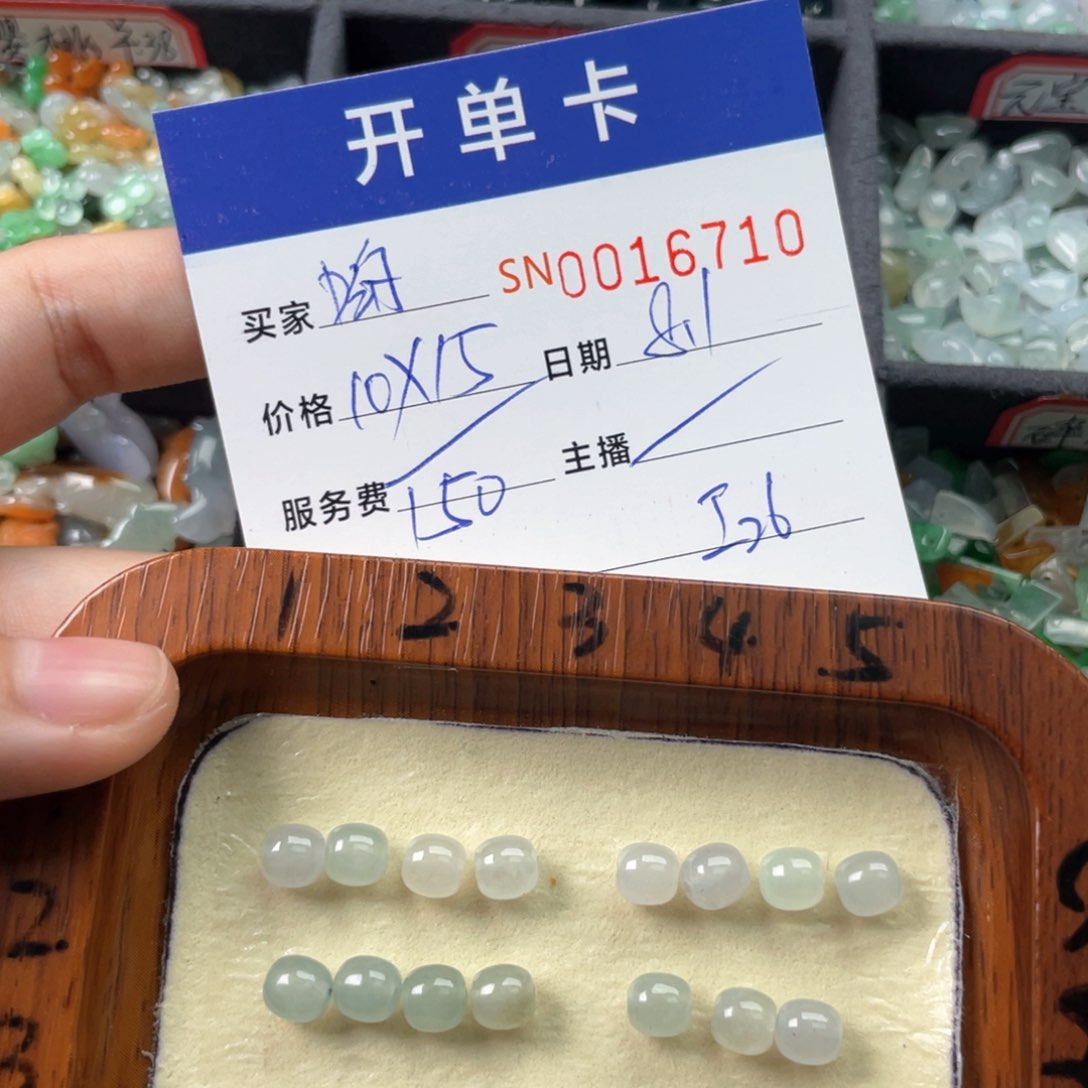 开单卡
买家 SN0016710
价格 10X15 日期 8.1
服务费 150 主播
1 2 3 4 5